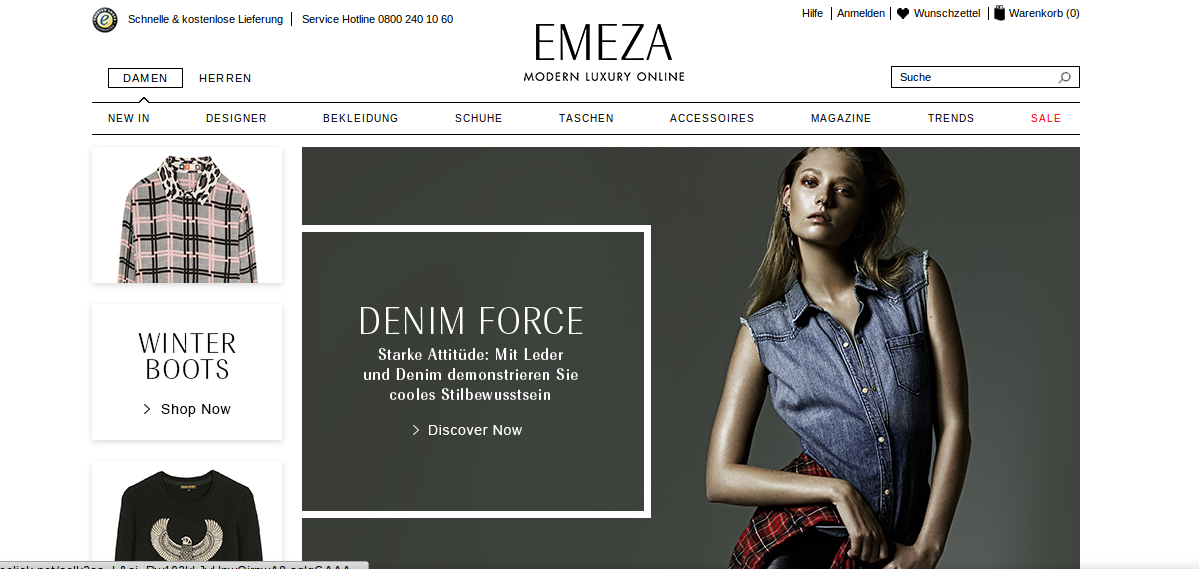 Schnelle & kostenlose Lieferung
Service Hotline 0800 240 10 60
Hilfe
Anmelden
Wunschzettel
Warenkorb (0)
EMEZA
MODERN LUXURY ONLINE
DAMEN
HERREN
Suche
NEW IN
DESIGNER
BEKLEIDUNG
SCHUHE
TASCHEN
ACCESSOIRES
MAGAZINE
TRENDS
SALE
WINTER
BOOTS
Shop Now
DENIM FORCE
Starke Attitüde: Mit Leder
und Denim demonstrieren Sie
cooles Stilbewusstsein
Discover Now